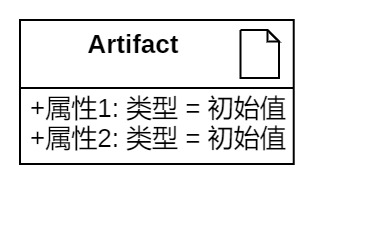 Artifact
+属性1: 类型 = 初始值
+属性2: 类型 = 初始值